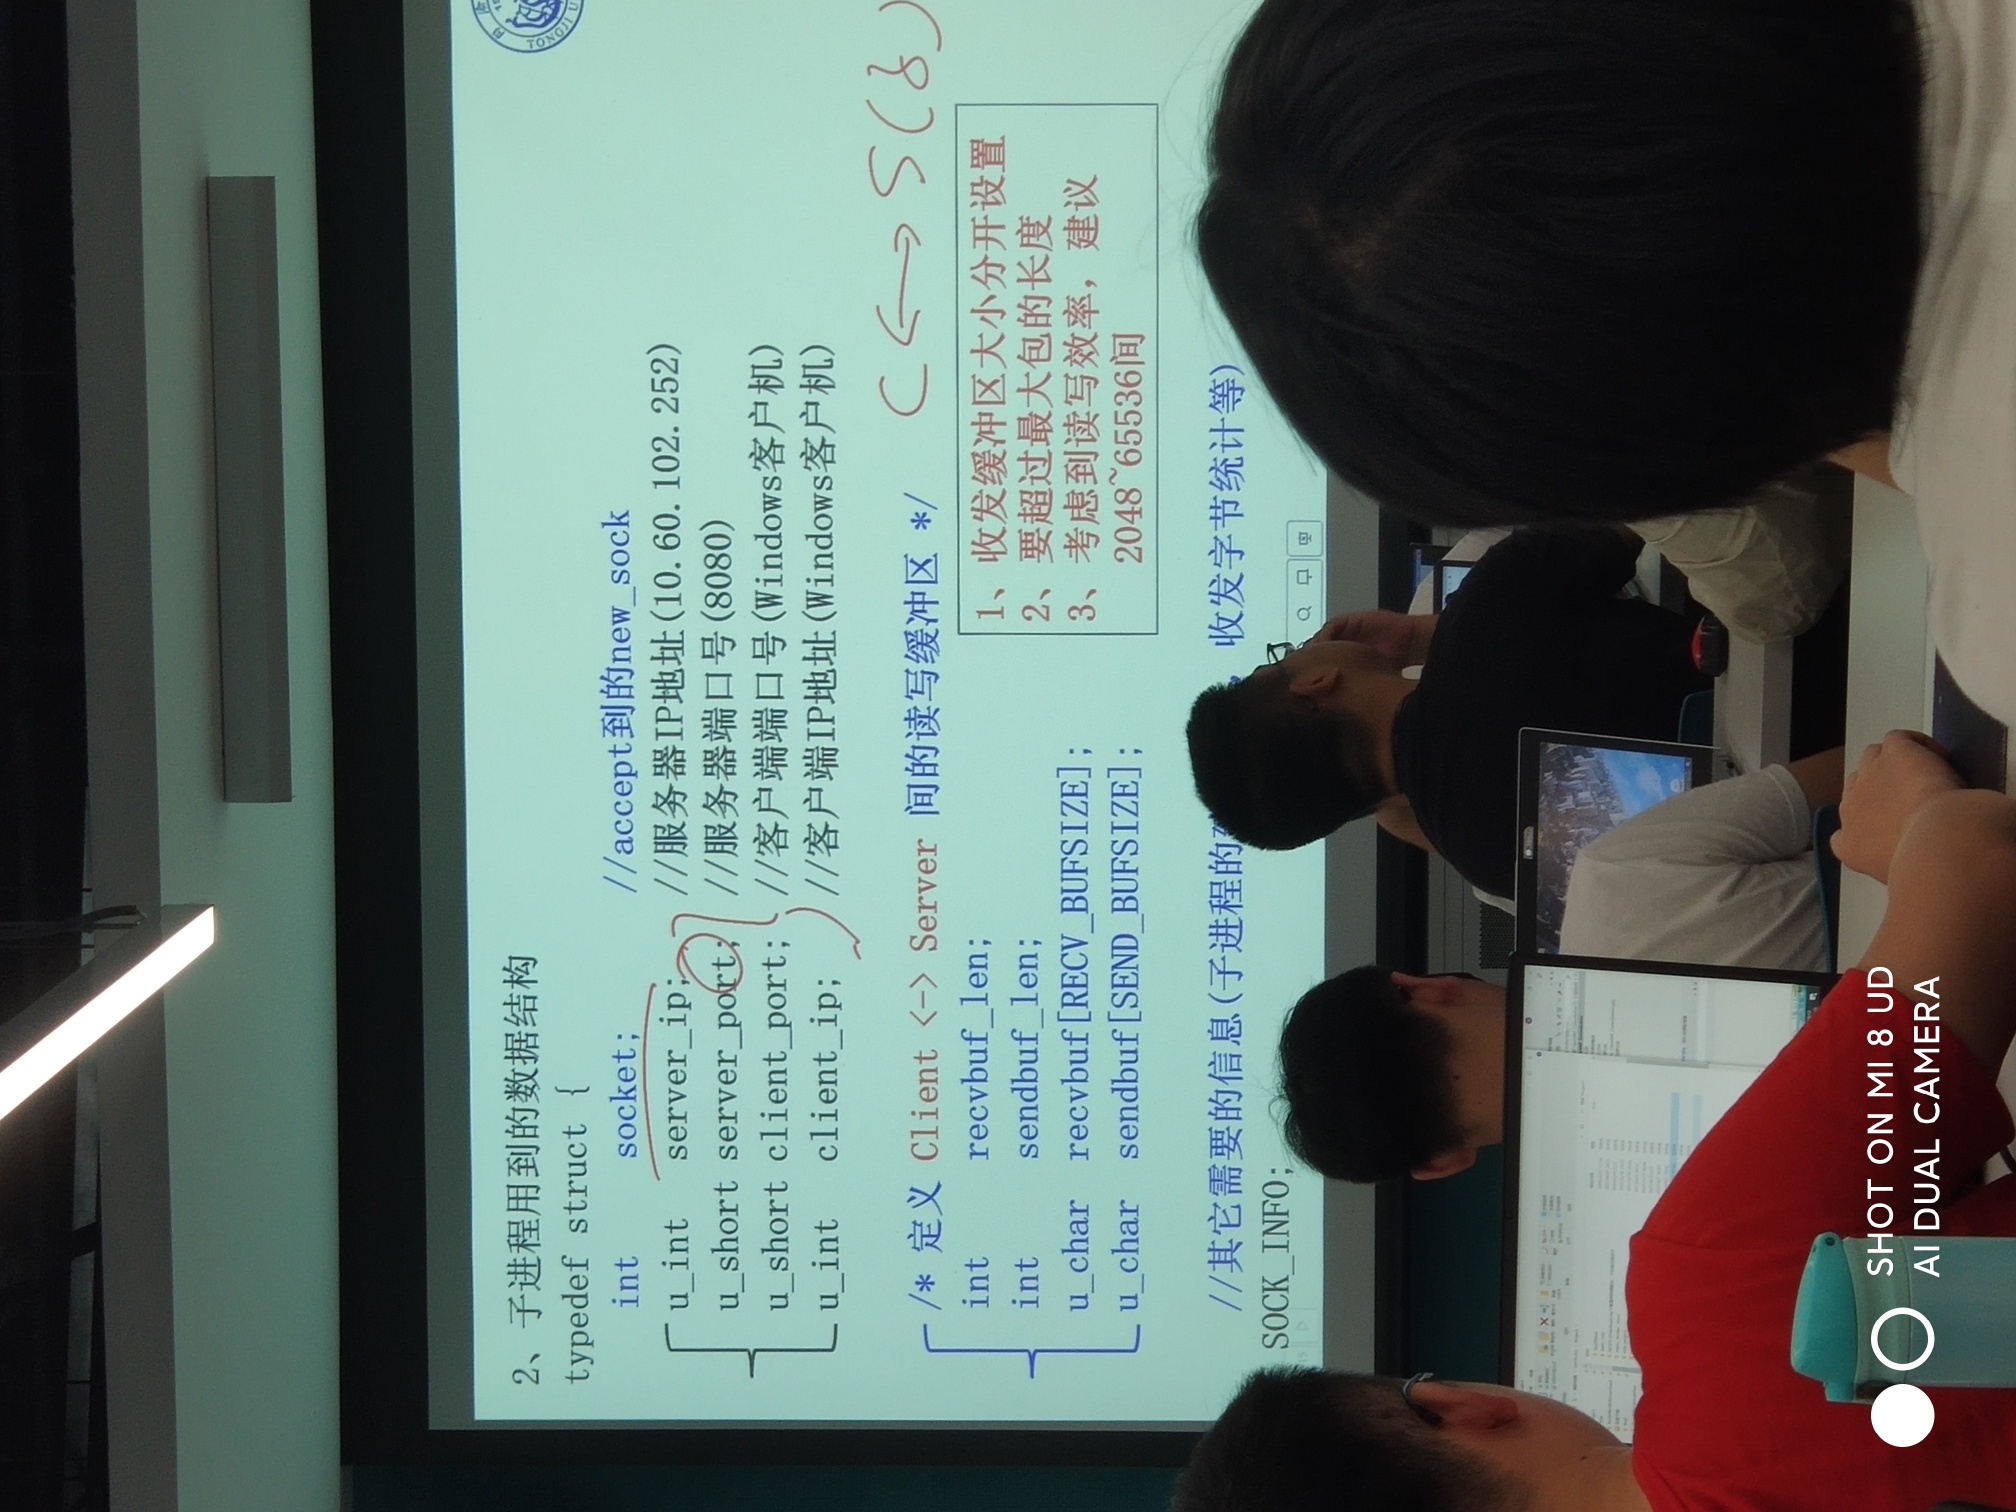 2、子进程用到的数据结构
typedef struct {
int socket; //accept到的new_sock
u_int server_ip; //服务器IP地址(10.60.102.252)
u_short server_port; //服务器端口号(8080)
u_short client_port; //客户端端口号(Windows客户机)
u_int client_ip; //客户端IP地址(Windows客户机)
C <-> S (
/* 定义 Client <-> Server 间的读写缓冲区 */
int recvbuf_len;
int sendbuf_len;
u_char recvbuf[RECV_BUFSIZE];
u_char sendbuf[SEND_BUFSIZE];
1、收发缓冲区大小分开设置
2、要超过最大包的长度
3、考虑到读写效率，建议
2048~65536间
//其它需要的信息(子进程的 ，收发字节统计等)
SOCK_INFO;
SHOT ON MI 8 UD
AI DUAL CAMERA